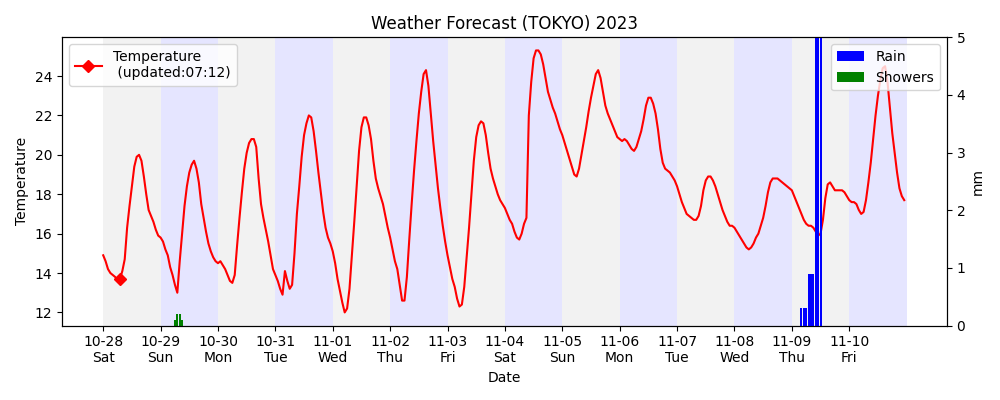 Weather Forecast (TOKYO) 2023
Temperature
(updated:07:12)
Rain
Showers
Temperature
24
22
20
18
16
14
12
5
4
3
2
1
0
mm
10-28 10-29 10-30 10-31 11-01 11-02 11-03 11-04 11-05 11-06 11-07 11-08 11-09 11-10
Sat Sun Mon Tue Wed Thu Fri Sat Sun Mon Tue Wed Thu Fri
Date